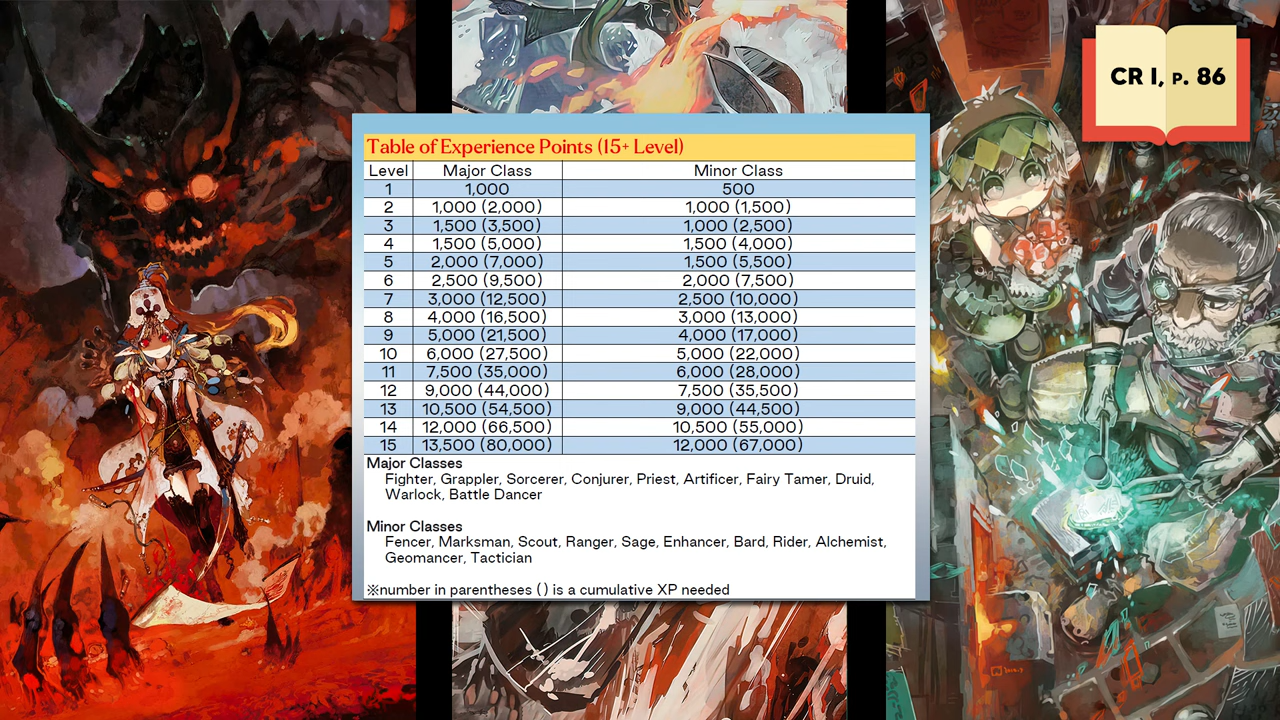 CR I, P. 86
Table of Experience Points (15+ Level)
Level Major Class Minor Class
1 1,000 500
2 1,000 (2,000) 1,000 (1,500)
3 1,500 (3,500) 1,000 (2,500)
4 1,500 (5,000) 1,500 (4,000)
5 2,000 (7,000) 1,500 (5,500)
6 2,500 (9,500) 2,000 (7,500)
7 3,000 (12,500) 2,500 (10,000)
8 4,000 (16,500) 3,000 (13,000)
9 5,000 (21,500) 4,000 (17,000)
10 6,000 (27,500) 5,000 (22,000)
11 7,500 (35,000) 6,000 (28,000)
12 9,000 (44,000) 7,500 (35,500)
13 10,500 (54,500) 9,000 (44,500)
14 12,000 (66,500) 10,500 (55,000)
15 13,500 (80,000) 12,000 (67,000)
Major Classes
Fighter, Grappler, Sorcerer, Conjurer, Priest, Artificer, Fairy Tamer, Druid,
Warlock, Battle Dancer
Minor Classes
Fencer, Marksman, Scout, Ranger, Sage, Enhancer, Bard, Rider, Alchemist,
Geomancer, Tactician
※number in parentheses () is a cumulative XP needed